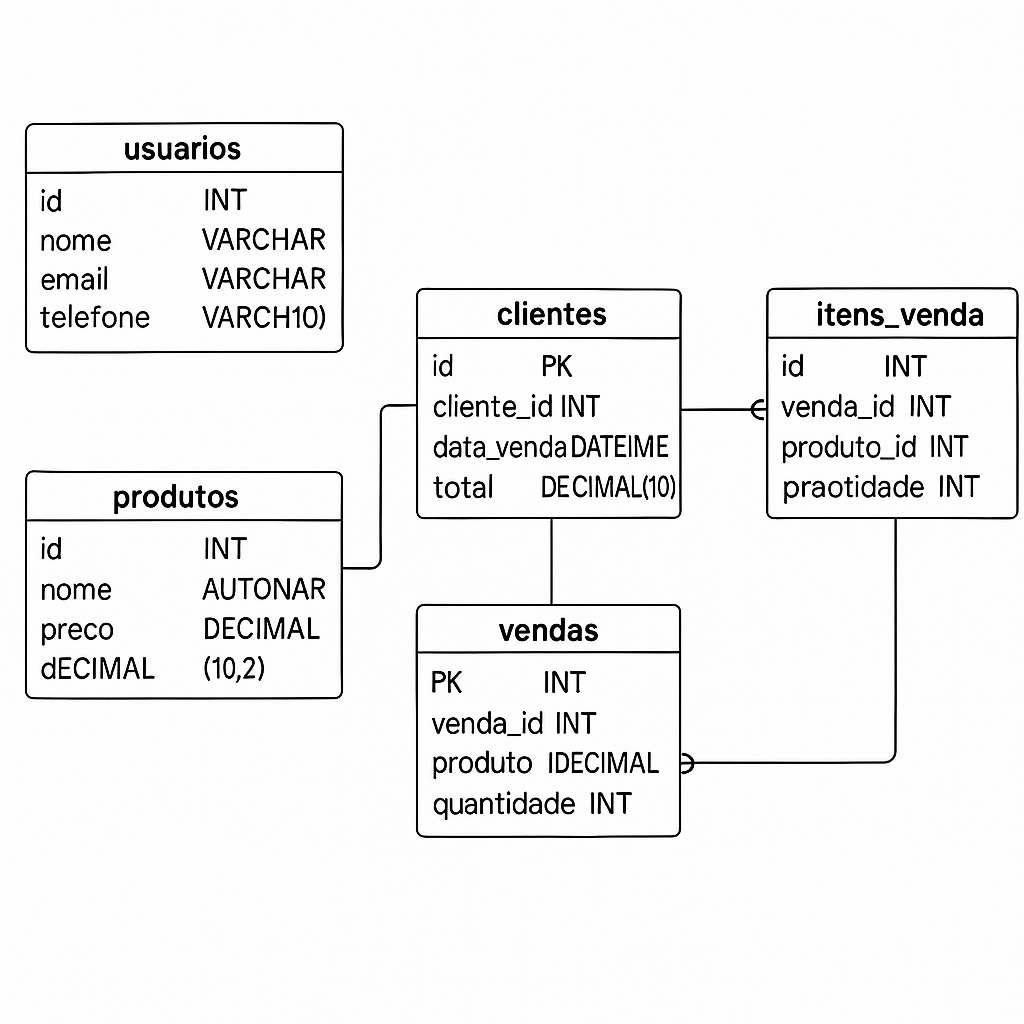 usuarios
id INT
nome VARCHAR
email VARCHAR
telefone VARCH10)
produtos
id INT
nome AUTONAR
preco DECIMAL
dECIMAL (10,2)
clientes
id PK
cliente_id INT
data_venda DATEIME
total DECIMAL(10)
vendas
PK INT
venda_id INT
produto IDECIMAL
quantidade INT
itens_venda
id INT
venda_id INT
produto_id INT
praotidade INT